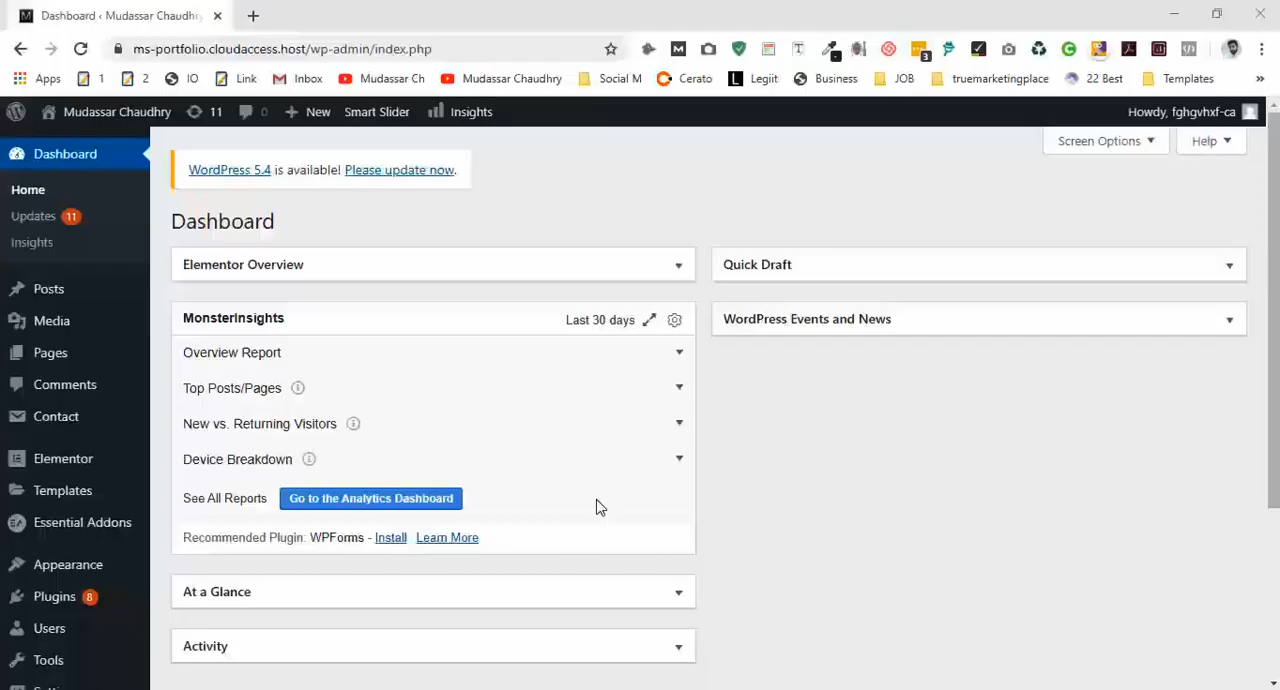 Dashboard ‹ Mudassar Chaudhr
ms-portfolio.cloudaccess.host/wp-admin/index.php
3
Apps
1
2
IO
Link
Inbox
Mudassar Ch
Mudassar Chaudhry
Social M
Cerato
Legiit
Business
JOB
truemarketingplace
22 Best
Templates
»
Mudassar Chaudhry
11
0
New
Smart Slider
Insights
Howdy, fghgvhxf-ca
Dashboard
Home
Updates 11
Insights
Posts
Media
Pages
Comments
Contact
Elementor
Templates
Essential Addons
Appearance
Plugins 8
Users
Tools
Screen Options
Help
WordPress 5.4 is available! Please update now.
Dashboard
Elementor Overview
MonsterInsights
Last 30 days
Overview Report
Top Posts/Pages
New vs. Returning Visitors
Device Breakdown
See All Reports
Go to the Analytics Dashboard
Recommended Plugin: WPForms - Install Learn More
At a Glance
Activity
Quick Draft
WordPress Events and News